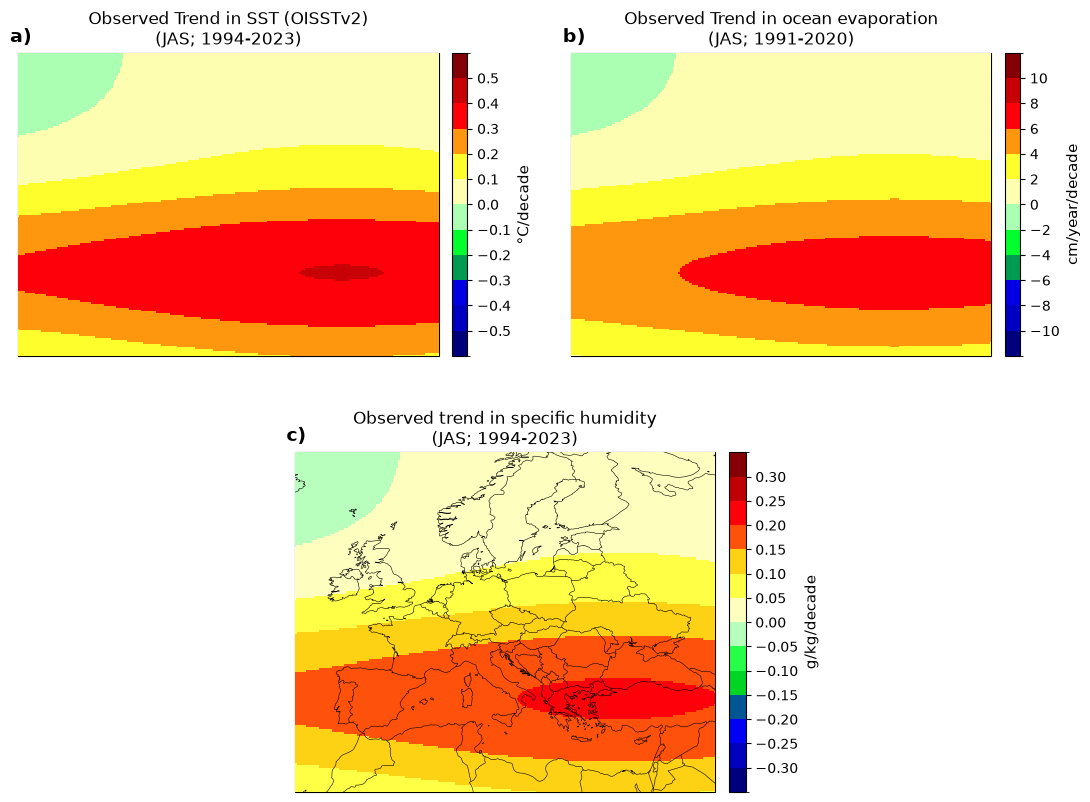 a)
Observed Trend in SST (OISSTv2)
(JAS; 1994-2023)
0.5
0.4
0.3
0.2
0.1
0.0
−0.1
−0.2
−0.3
−0.4
−0.5
°C/decade
b)
Observed Trend in ocean evaporation
(JAS; 1991-2020)
10
8
6
4
2
0
−2
−4
−6
−8
−10
cm/year/decade
c)
Observed trend in specific humidity
(JAS; 1994-2023)
0.30
0.25
0.20
0.15
0.10
0.05
0.00
−0.05
−0.10
−0.15
−0.20
−0.25
−0.30
g/kg/decade